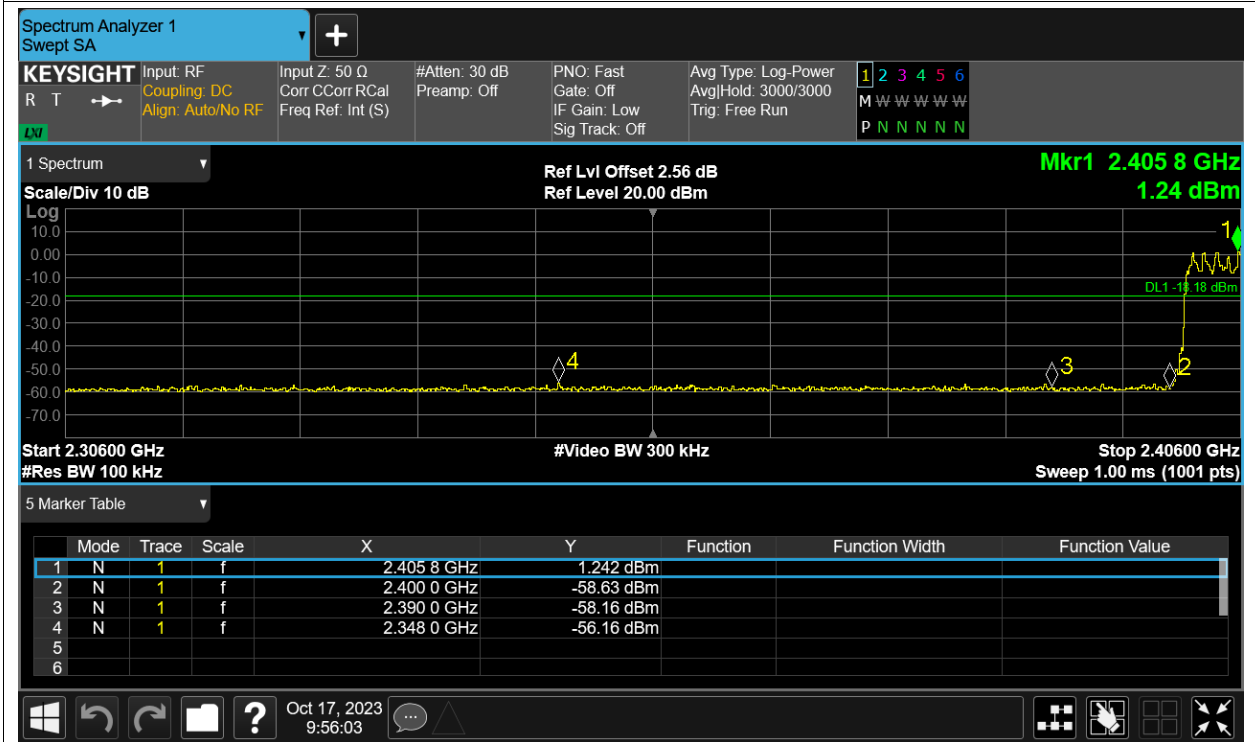 Spectrum Analyzer 1
Swept SA
+
KEYSIGHT Input: RF Input Z: 50 Ω #Atten: 30 dB PNO: Fast Avg Type: Log-Power 1 2 3 4 5 6
R T Coupling: DC Corr CCorr RCal Preamp: Off Gate: Off Avg|Hold: 3000/3000 M W W W W W
Align: Auto/No RF Freq Ref: Int (S) IF Gain: Low Trig: Free Run
LXI Sig Track: Off P N N N N N
1 Spectrum Ref Lvl Offset 2.56 dB Mkr1 2.405 8 GHz
Scale/Div 10 dB Ref Level 20.00 dBm 1.24 dBm
Log
10.0 1
0.00
-10.0
DL1 -18.18 dBm
-20.0
-30.0
-40.0
-50.0 4 3 2
-60.0
-70.0
Start 2.30600 GHz #Video BW 300 kHz Stop 2.40600 GHz
#Res BW 100 kHz Sweep 1.00 ms (1001 pts)
5 Marker Table
Mode Trace Scale X Y Function Function Width Function Value
1 N 1 f 2.405 8 GHz 1.242 dBm
2 N 1 f 2.400 0 GHz -58.63 dBm
3 N 1 f 2.390 0 GHz -58.16 dBm
4 N 1 f 2.348 0 GHz -56.16 dBm
5
6
? Oct 17, 2023
9:56:03